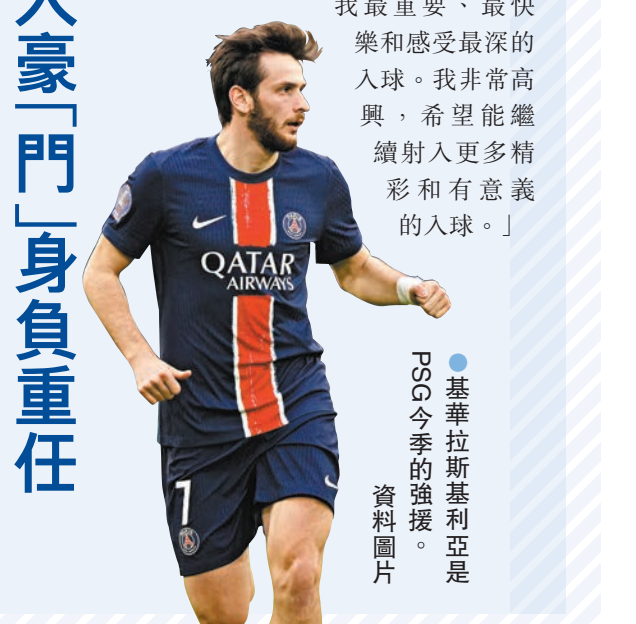 豪「門」身負重任
我最重要、最快
樂和感受最深的
入球。我非常高
興，希望能繼
續射入更多精
彩和有意義
的入球。」
QATAR
AIRWAYS
7
●基華拉斯基利亞是
PSG今季的強援。
資料圖片